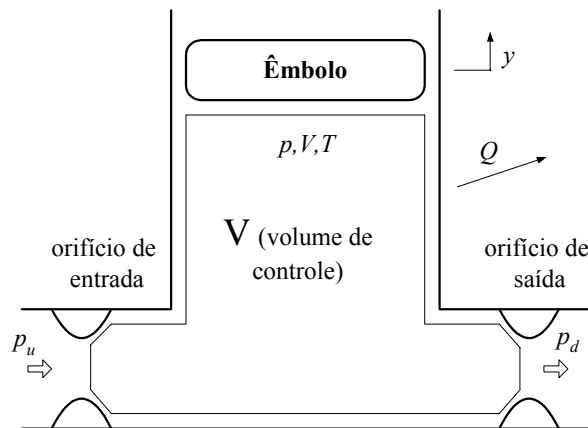 Êmbolo
y
p,V,T
Q
V (volume de
controle)
orifício de
entrada
orifício de
saída
p_u
p_d